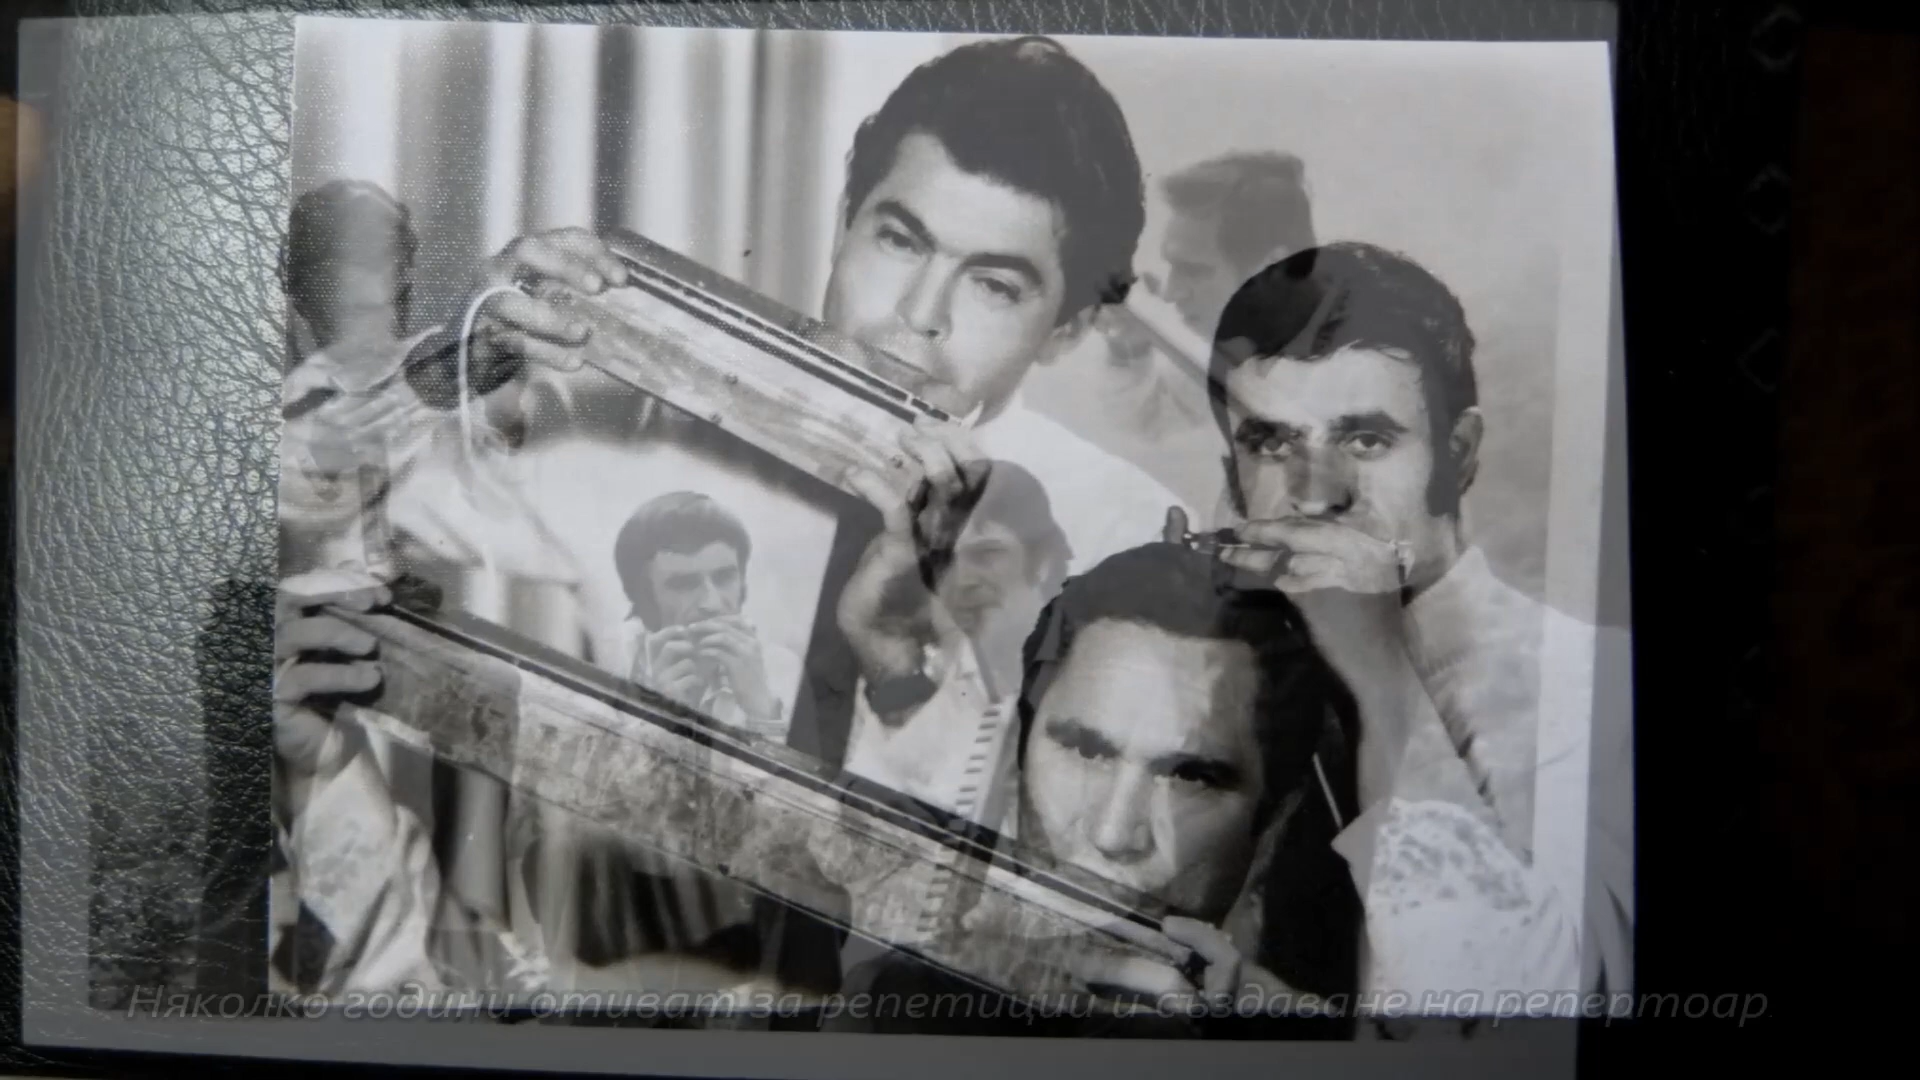 Няколко години отиват за репетиции и създаване на репертоар.